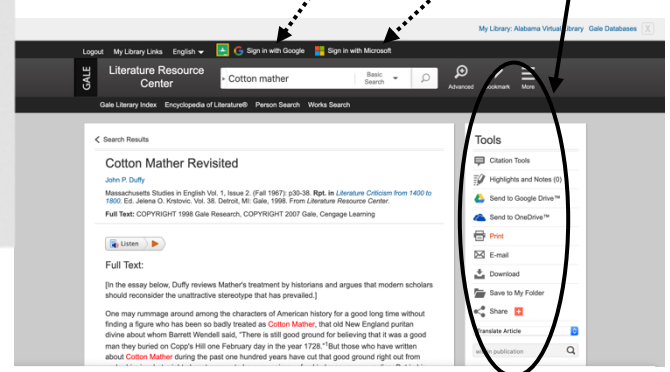 My Library: Alabama Virtual Library Gale Databases X
Logout My Library Links English Sign in with Google Sign in with Microsoft
GALE
Literature Resource
Center
Cotton mather
Basic
Search
Advanced Bookmark More
Gale Literary Index Encyclopedia of Literature® Person Search Works Search
Search Results
Cotton Mather Revisited
John P. Duffy
Massachusetts Studies in English Vol. 1, Issue 2. (Fall 1967): p30-38. Rpt. in Literature Criticism from 1400 to
1800. Ed. Jelena O. Krstovic. Vol. 38. Detroit, MI: Gale, 1998. From Literature Resource Center.
Full Text: COPYRIGHT 1998 Gale Research, COPYRIGHT 2007 Gale, Cengage Learning
Listen
Full Text:
[In the essay below, Duffy reviews Mather's treatment by historians and argues that modern scholars
should reconsider the unattractive stereotype that has prevailed.]
One may rummage around among the characters of American history for a good long time without
finding a figure who has been so badly treated as Cotton Mather, that old New England puritan
divine about whom Barrett Wendell said, "There is still good ground for believing that it was a good
man they buried on Copp's Hill one February day in the year 1728."1But those who have written
about Cotton Mather during the past one hundred years have cut that good ground right out from
Tools
Citation Tools
Highlights and Notes (0)
Send to Google Drive™
Send to OneDrive™
Print
E-mail
Download
Save to My Folder
Share
Translate Article
publication